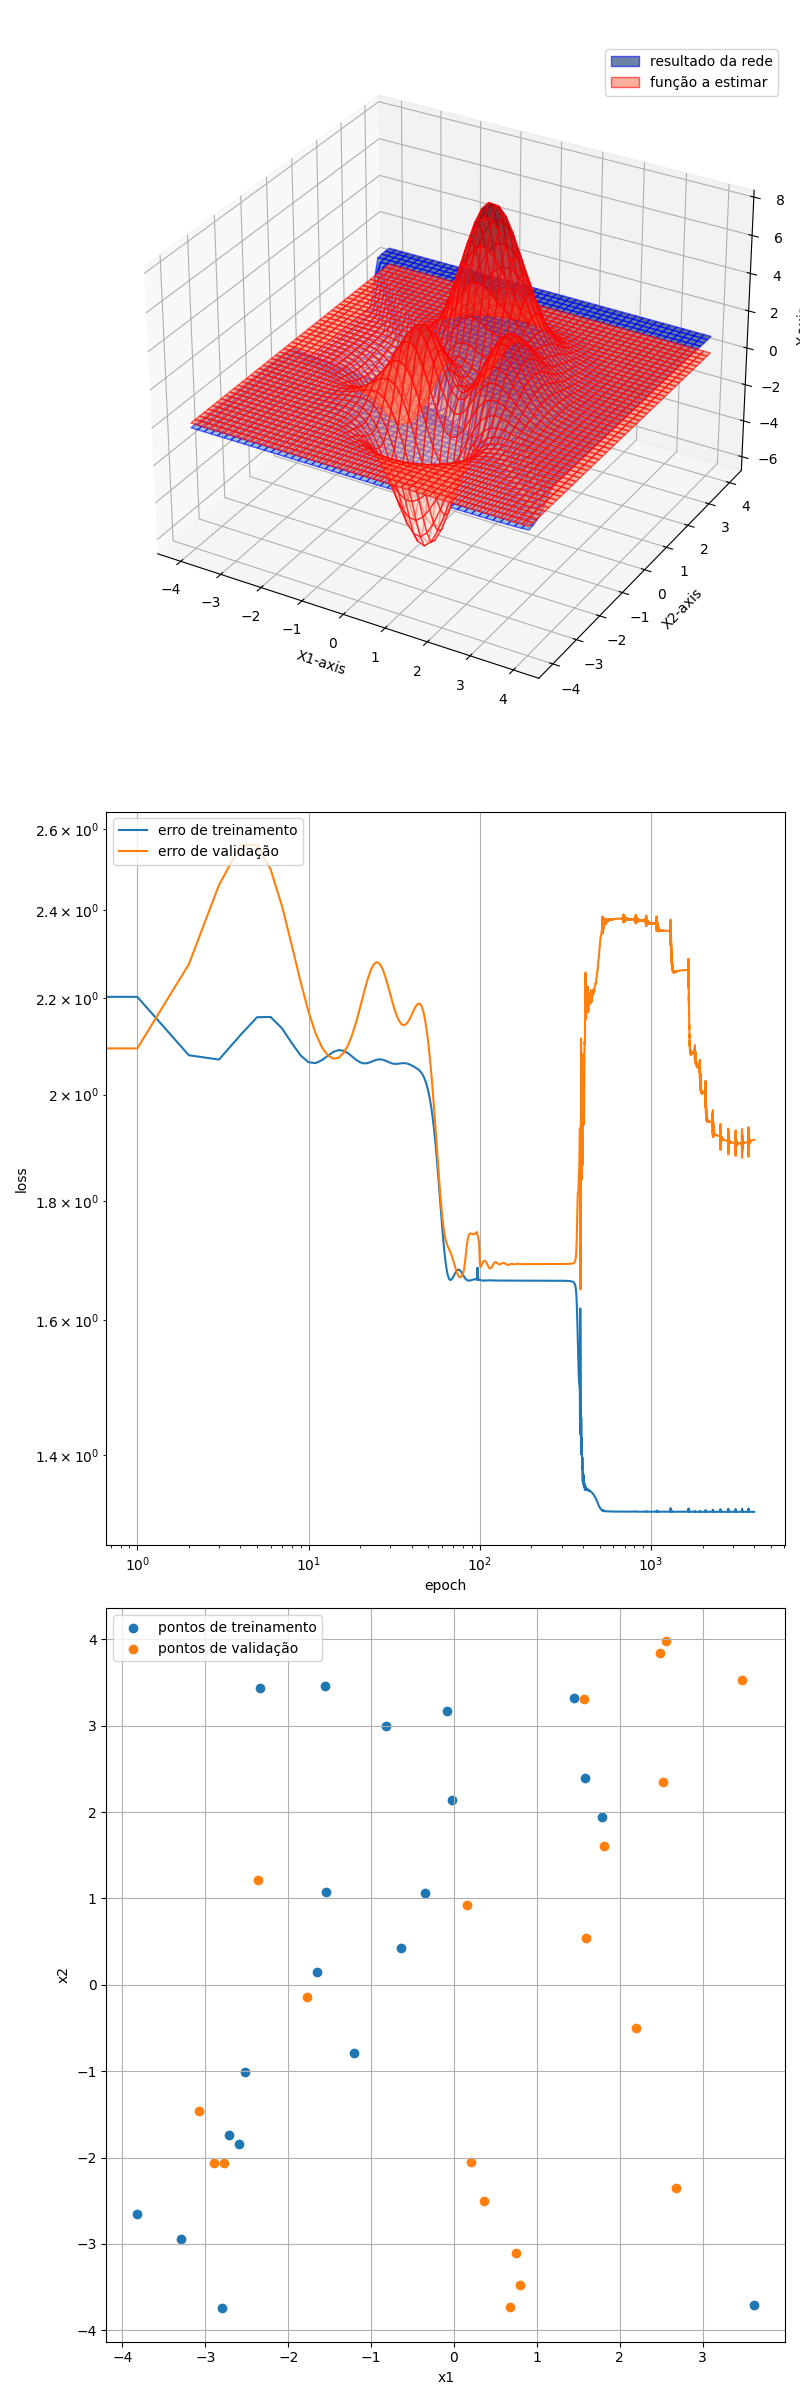 resultado da rede
função a estimar
8
6
4
2
0
−2
−4
−6
−4
−3
−2
−1
0
1
2
3
4
X1-axis
−4
−3
−2
−1
0
1
2
3
4
X2-axis
erro de treinamento
erro de validação
2.6 × 10⁰
2.4 × 10⁰
2.2 × 10⁰
2 × 10⁰
1.8 × 10⁰
1.6 × 10⁰
1.4 × 10⁰
loss
10⁰ 10¹ 10² 10³
epoch
pontos de treinamento
pontos de validação
4
3
2
1
0
−1
−2
−3
−4
x2
−4 −3 −2 −1 0 1 2 3
x1